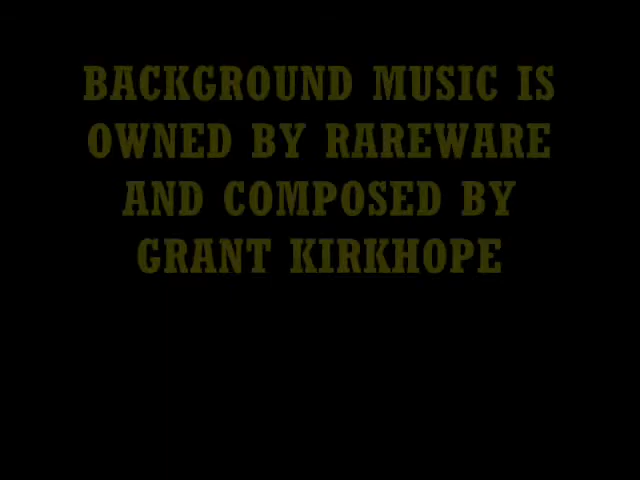 BACKGROUND MUSIC IS
OWNED BY RAREWARE
AND COMPOSED BY
GRANT KIRKHOPE